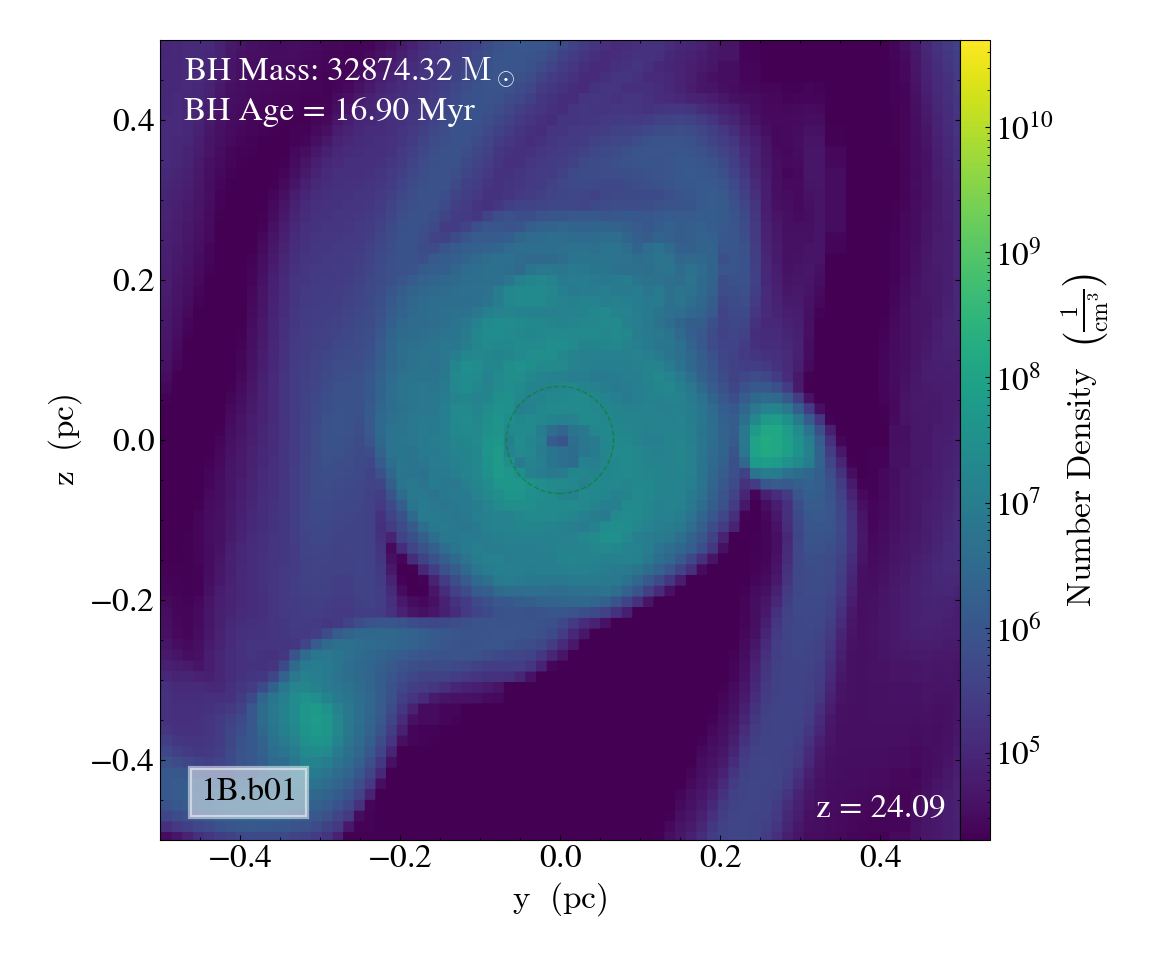 BH Mass: 32874.32 M⊙
BH Age = 16.90 Myr
0.4
0.2
0.0
−0.2
−0.4
z (pc)
1B.b01
z = 24.09
−0.4 −0.2 0.0 0.2 0.4
y (pc)
10^10
10^9
10^8
10^7
10^6
10^5
Number Density (1/cm^3)